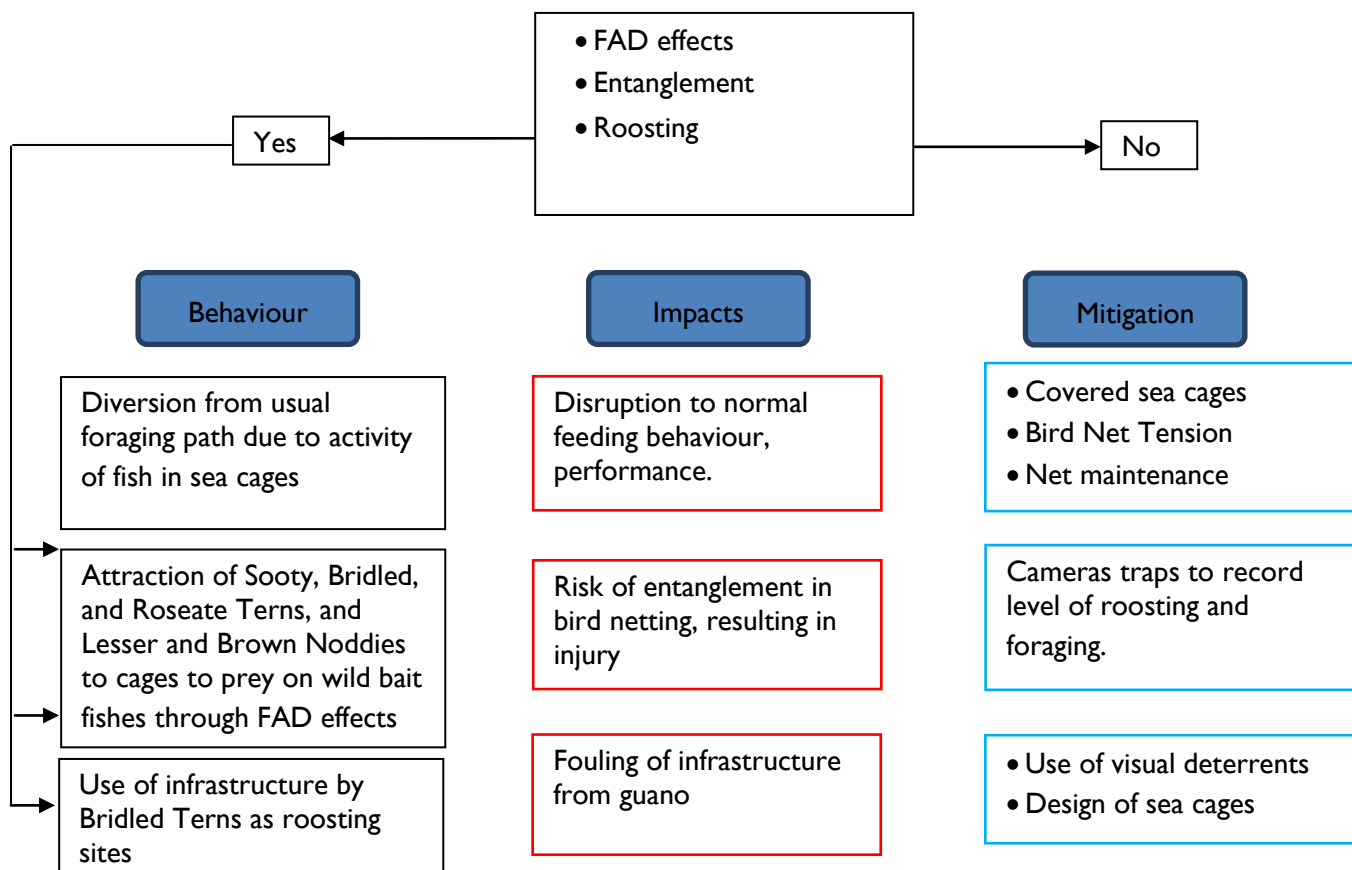 • FAD effects
• Entanglement
• Roosting
Yes
No
Behaviour
Impacts
Mitigation
Diversion from usual
foraging path due to activity
of fish in sea cages
Disruption to normal
feeding behaviour,
performance.
• Covered sea cages
• Bird Net Tension
• Net maintenance
Attraction of Sooty, Bridled,
and Roseate Terns, and
Lesser and Brown Noddies
to cages to prey on wild bait
fishes through FAD effects
Risk of entanglement in
bird netting, resulting in
injury
Cameras traps to record
level of roosting and
foraging.
Use of infrastructure by
Bridled Terns as roosting
sites
Fouling of infrastructure
from guano
• Use of visual deterrents
• Design of sea cages